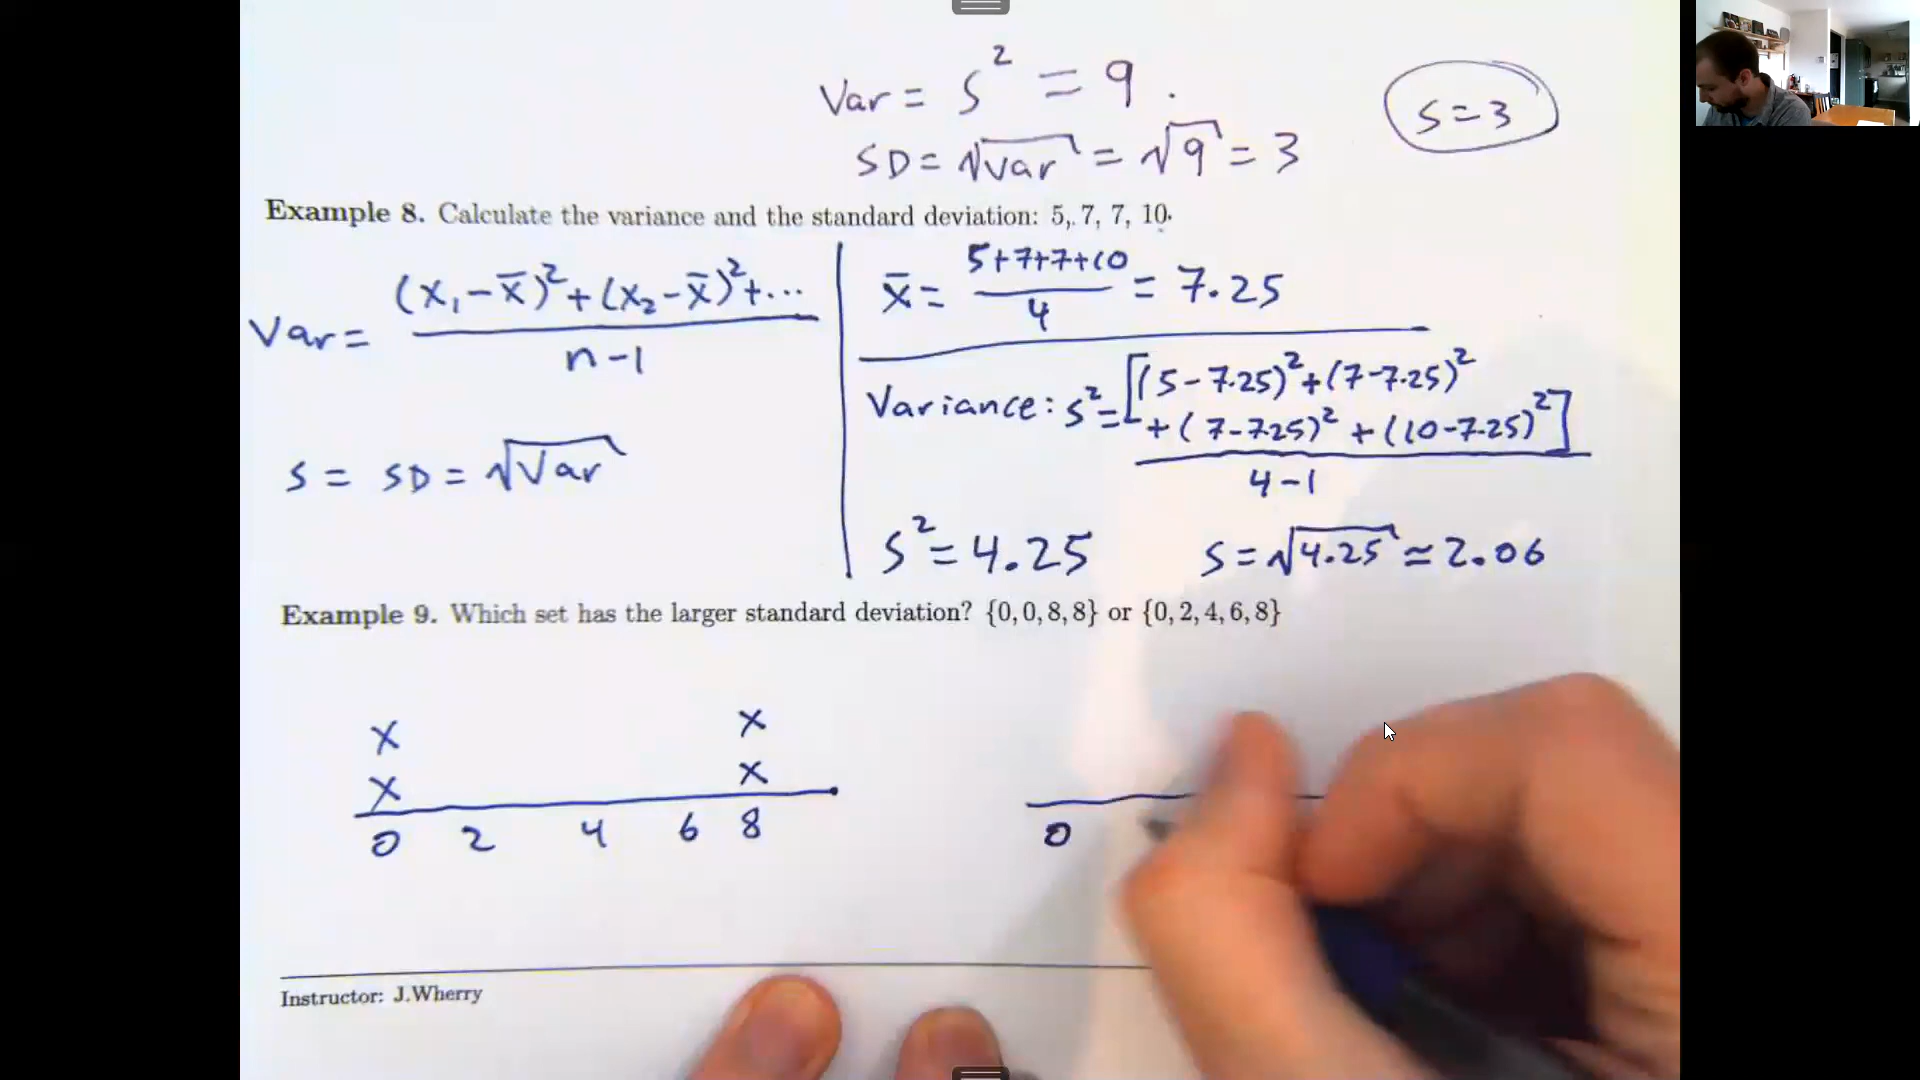 Var = s² = 9.
s = 3
SD = √Var = √9 = 3
Example 8. Calculate the variance and the standard deviation: 5, 7, 7, 10.
Var = (x₁ - x̄)² + (x₂ - x̄)² + ...
n - 1
s = SD = √Var
x̄ = 5+7+7+10 = 7.25
4
Variance: s² = [(5 - 7.25)² + (7 - 7.25)²
+ (7 - 7.25)² + (10 - 7.25)²]
4 - 1
s² = 4.25
s = √4.25 ≃ 2.06
Example 9. Which set has the larger standard deviation? {0, 0, 8, 8} or {0, 2, 4, 6, 8}
x x
x x
0 2 4 6 8
0
Instructor: J.Wherry